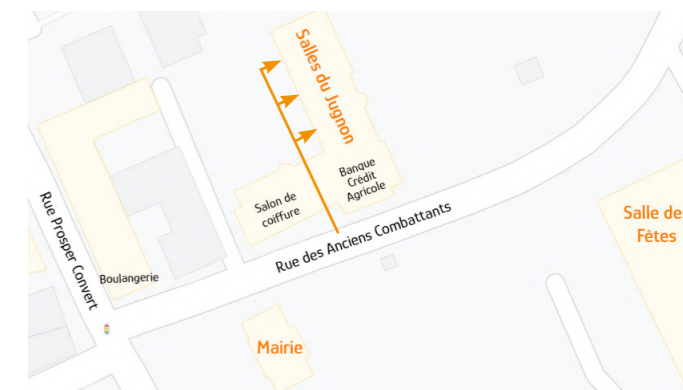 Salles du Jugnon
Banque
Crédit
Agricole
Salon de
coiffure
Rue des Anciens Combattants
Salle des
Fêtes
Rue Prosper Convert
Boulangerie
Mairie